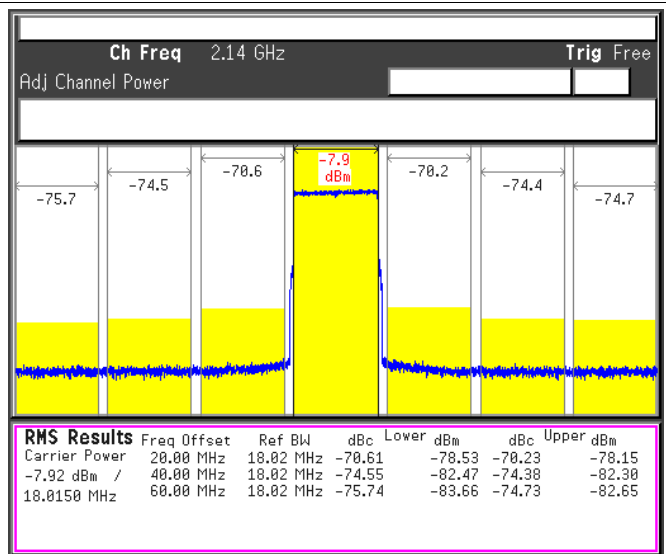 Ch Freq 2.14 GHz Trig Free
Adj Channel Power
-75.7 -74.5 -70.6 -7.9 dBm -70.2 -74.4 -74.7
RMS Results Freq Offset Ref BW dBc Lower dBm dBc Upper dBm
Carrier Power 20.00 MHz 18.02 MHz -70.61 -78.53 -70.23 -78.15
-7.92 dBm / 40.00 MHz 18.02 MHz -74.55 -82.47 -74.38 -82.30
18.0150 MHz 60.00 MHz 18.02 MHz -75.74 -83.66 -74.73 -82.65